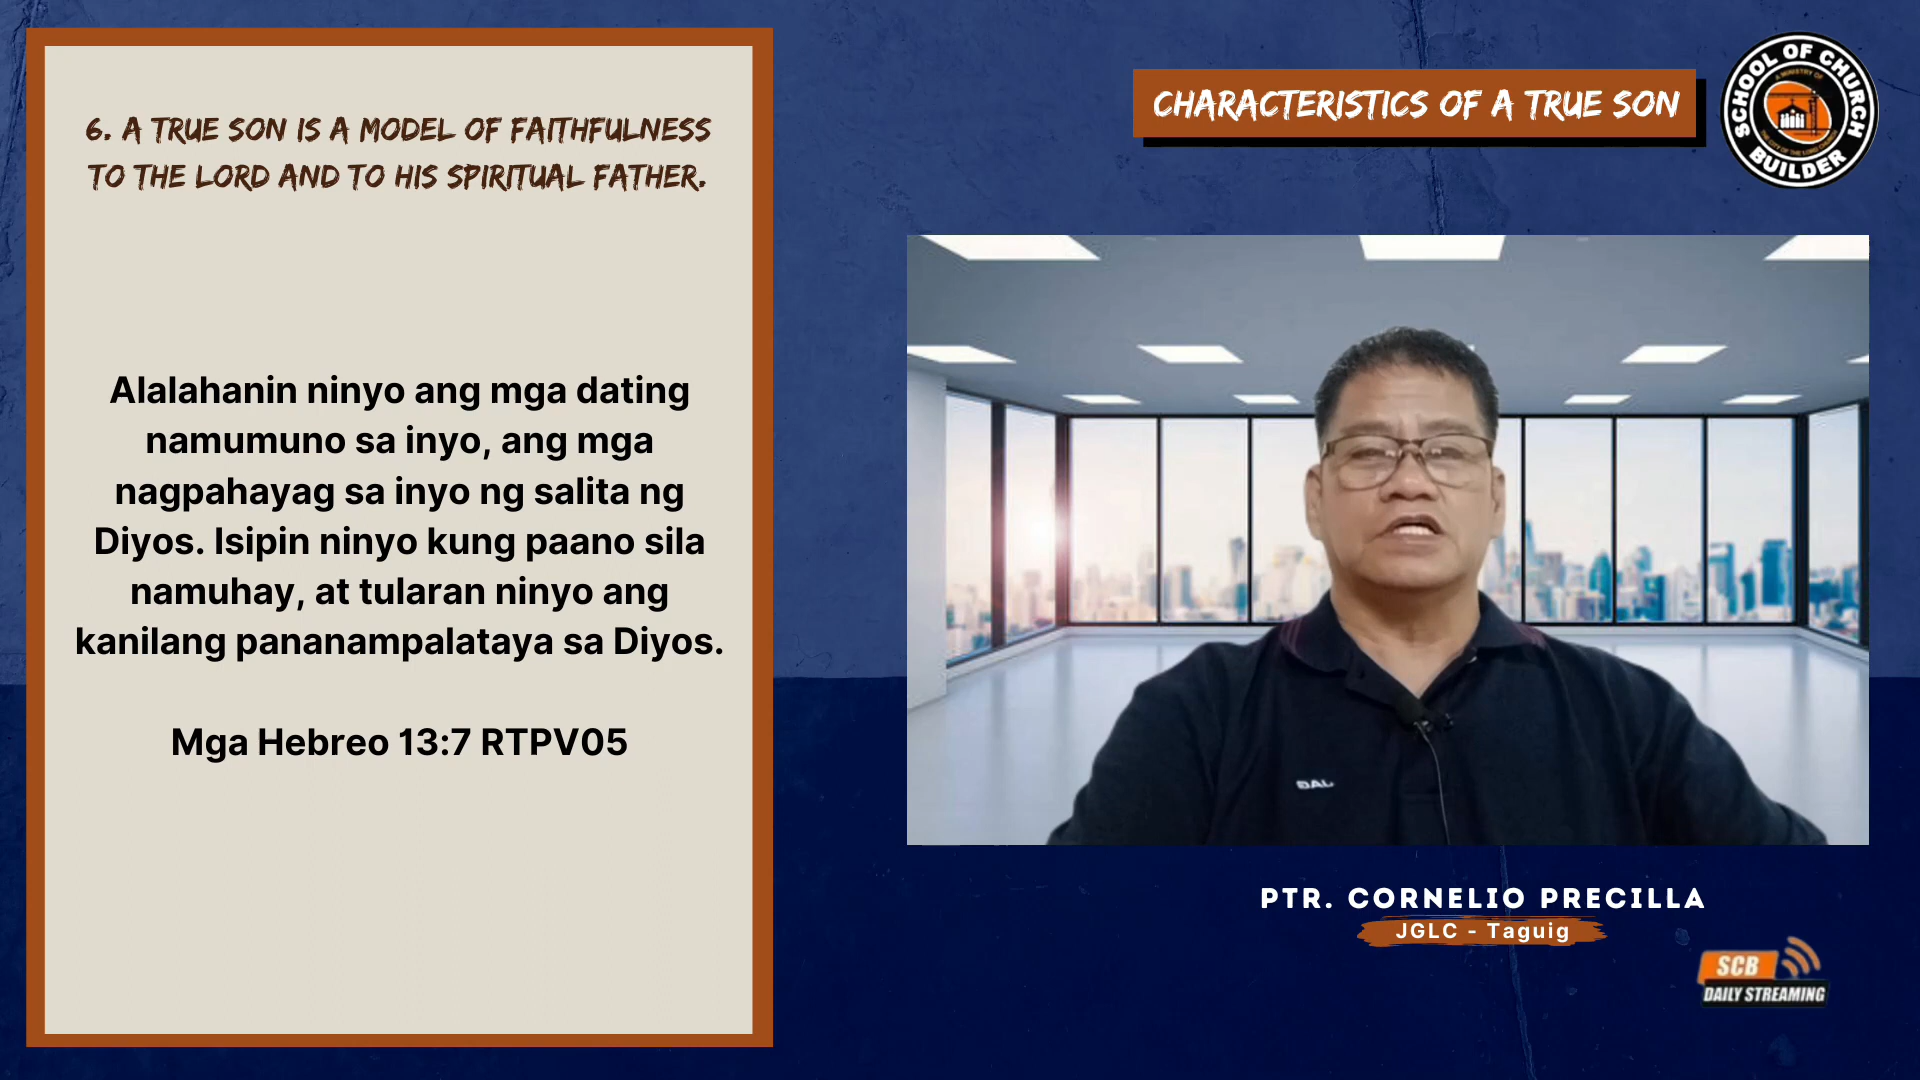 6. A TRUE SON IS A MODEL OF FAITHFULNESS
TO THE LORD AND TO HIS SPIRITUAL FATHER.
Alalahanin ninyo ang mga dating
namumuno sa inyo, ang mga
nagpahayag sa inyo ng salita ng
Diyos. Isipin ninyo kung paano sila
namuhay, at tularan ninyo ang
kanilang pananampalataya sa Diyos.
Mga Hebreo 13:7 RTPV05
CHARACTERISTICS OF A TRUE SON
SCHOOL OF CHURCH
BUILDER
PTR. CORNELIO PRECILLA
JGLC - Taguig
SCB
DAILY STREAMING